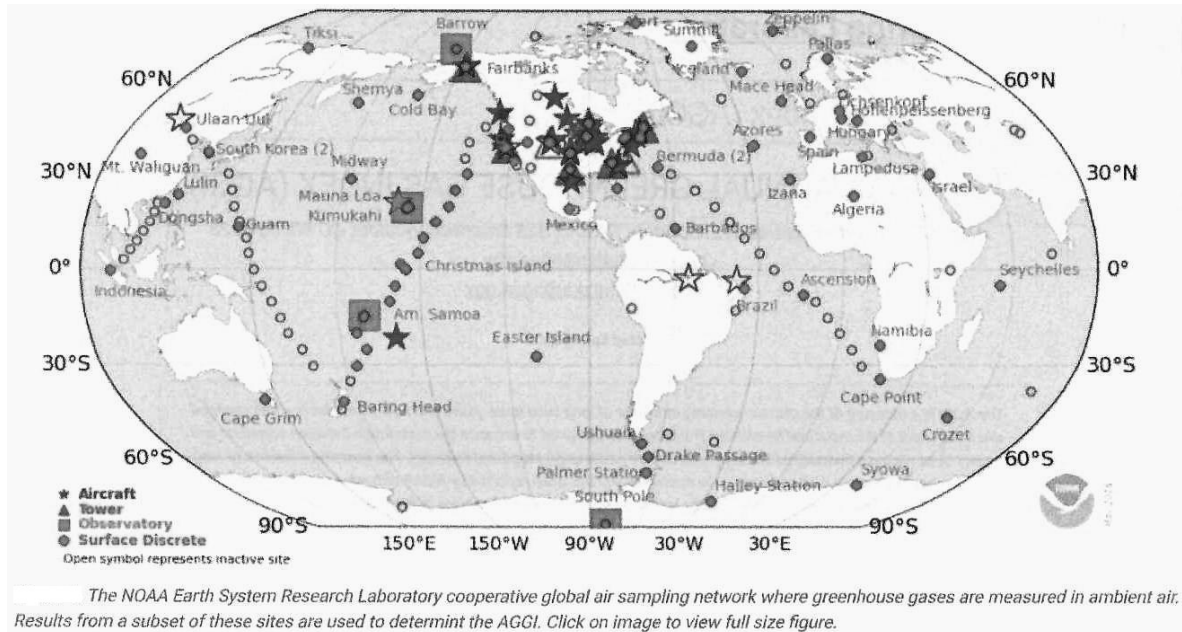 Barrow
Tiksi
Alert
Summit
Zeppelin
Pallas
60°N
Fairbanks
Iceland
60°N
Shemya
Cold Bay
Mace Head
Ochsenkopf
Hohenpeissenberg
Ulaan Uul
South Korea (2)
Azores
Hungary
Mt. Waliguan
Midway
Bermuda (2)
Spain
Lampedusa
30°N
30°N
Lulin
Mauna Loa
Izana
Israel
Dongsha
Kumukahi
Algeria
Guam
Mexico
Barbados
0°
Christmas Island
0°
Indonesia
Ascension
Seychelles
Brazil
Am. Samoa
Easter Island
Namibia
30°S
30°S
Cape Grim
Baring Head
Cape Point
Ushuaia
Crozet
60°S
Drake Passage
60°S
Palmer Station
Syowa
South Pole
Halley Station
Aircraft
Tower
Observatory
90°S
90°S
Surface Discrete
150°E 150°W 90°W 30°W 30°E
Open symbol represents inactive site
The NOAA Earth System Research Laboratory cooperative global air sampling network where greenhouse gases are measured in ambient air.
Results from a subset of these sites are used to determint the AGGI. Click on image to view full size figure.